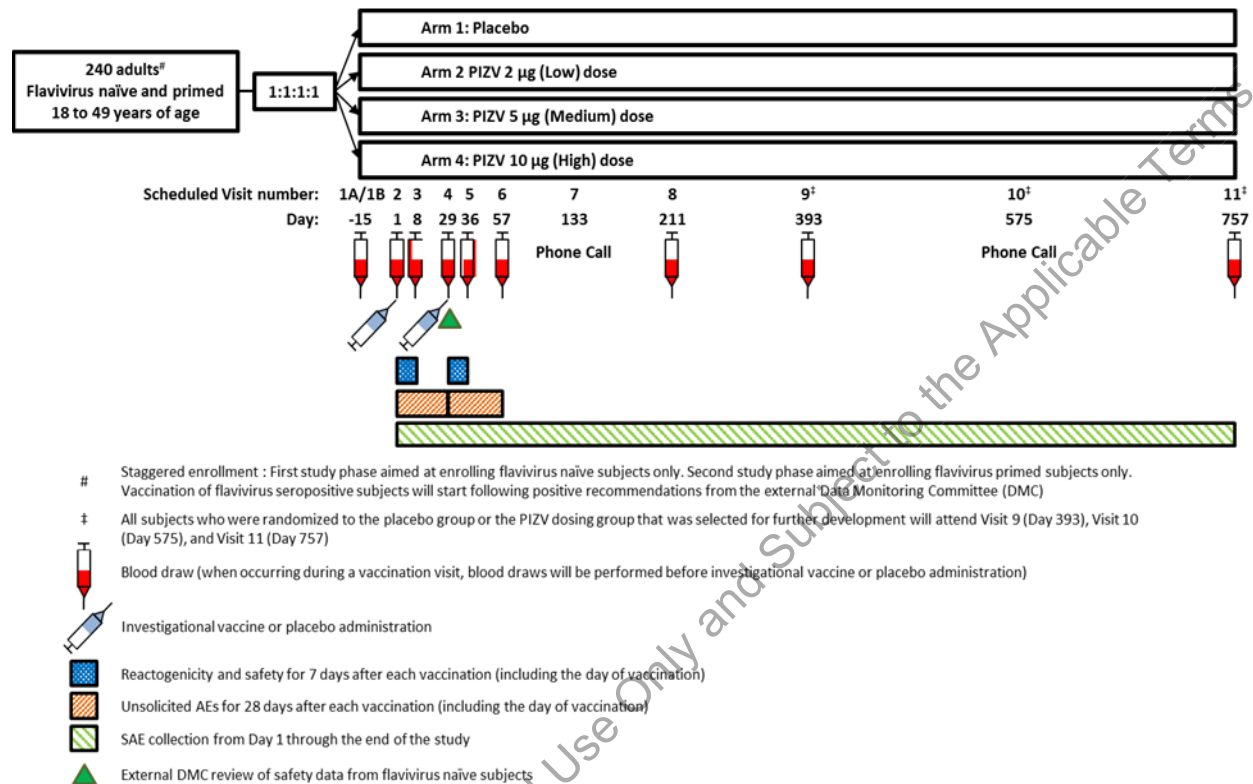 Arm 1: Placebo
240 adults#
Flavivirus naïve and primed
18 to 49 years of age
1:1:1:1
Arm 2 PIZV 2 µg (Low) dose
Arm 3: PIZV 5 µg (Medium) dose
Arm 4: PIZV 10 µg (High) dose
Scheduled Visit number: 1A/1B 2 3 4 5 6 7 8 9‡ 10‡ 11‡
Day: -15 1 8 29 36 57 133 211 393 575 757
Phone Call Phone Call
# Staggered enrollment : First study phase aimed at enrolling flavivirus naïve subjects only. Second study phase aimed at enrolling flavivirus primed subjects only.
Vaccination of flavivirus seropositive subjects will start following positive recommendations from the external Data Monitoring Committee (DMC)
‡ All subjects who were randomized to the placebo group or the PIZV dosing group that was selected for further development will attend Visit 9 (Day 393), Visit 10
(Day 575), and Visit 11 (Day 757)
Blood draw (when occurring during a vaccination visit, blood draws will be performed before investigational vaccine or placebo administration)
Investigational vaccine or placebo administration
Reactogenicity and safety for 7 days after each vaccination (including the day of vaccination)
Unsolicited AEs for 28 days after each vaccination (including the day of vaccination)
SAE collection from Day 1 through the end of the study
External DMC review of safety data from flavivirus naïve subjects
Use Only and Subject to the Applicable Terms